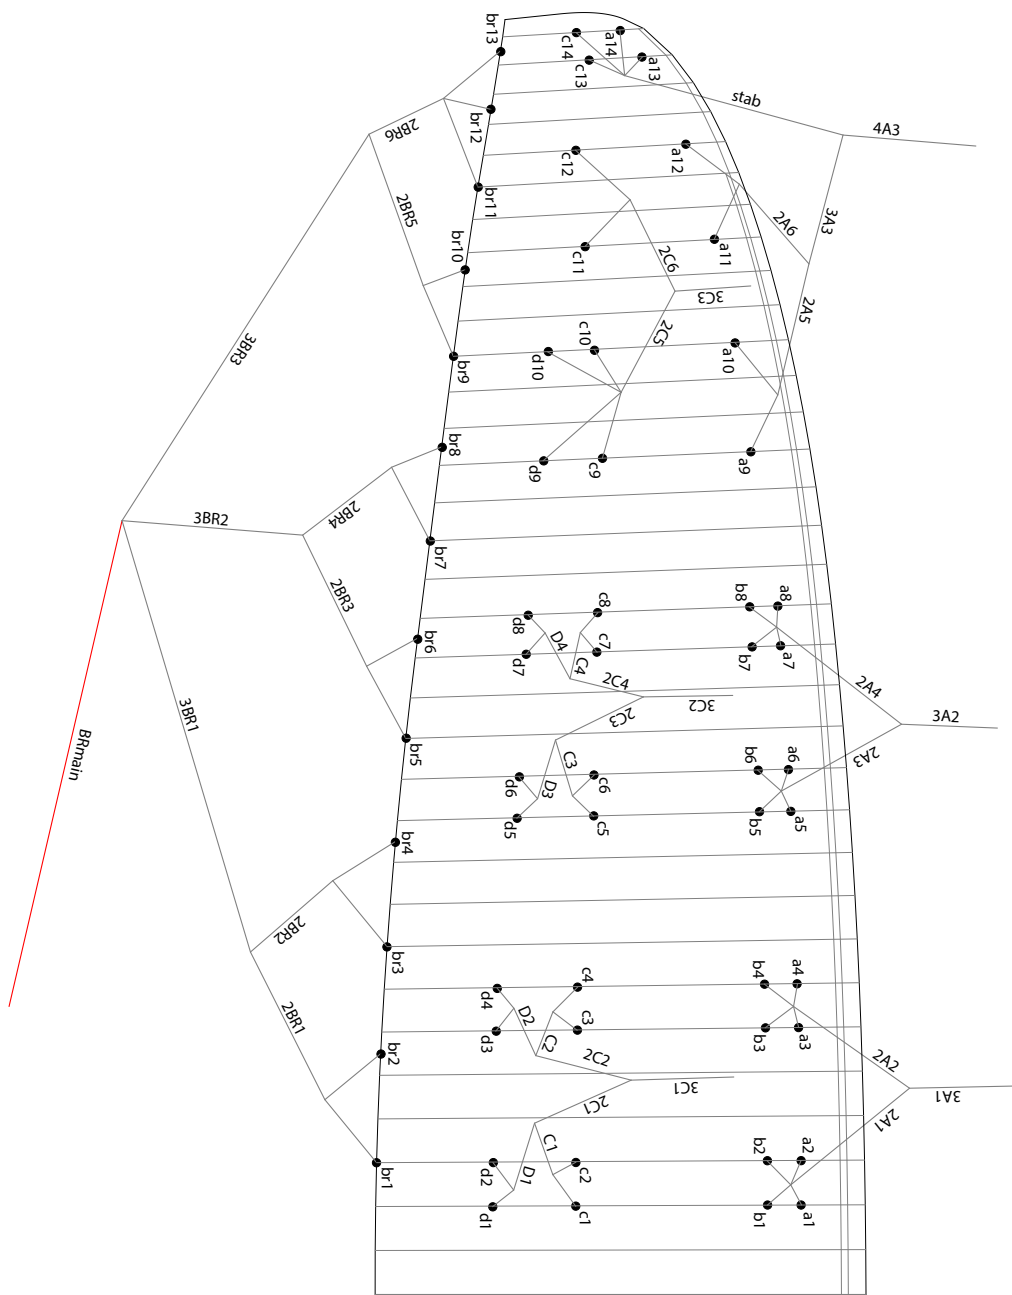 br13
c14
a14
c13
a13
stab
4A3
2BR6
br12
c12
a12
br11
2BR5
2A6
3A3
br10
c11
2C6
a11
3C3
2A5
3BR3
2C5
c10
d10
a10
br9
br8
d9
c9
a9
2BR4
3BR2
br7
2BR3
c8
d8
b8
a8
D4
c7
d7
C4
b7
a7
br6
2C4
2A4
3C2
3A2
2C3
3BR1
br5
BRmain
C3
2A3
b6
a6
d6
D3
c6
d5
c5
b5
a5
br4
2BR2
br3
c4
d4
b4
a4
D2
c3
d3
C2
b3
a3
2BR1
br2
2C2
2A2
3C1
3A1
2C1
2A1
C1
b2
a2
br1
d2
D1
c2
d1
c1
b1
a1